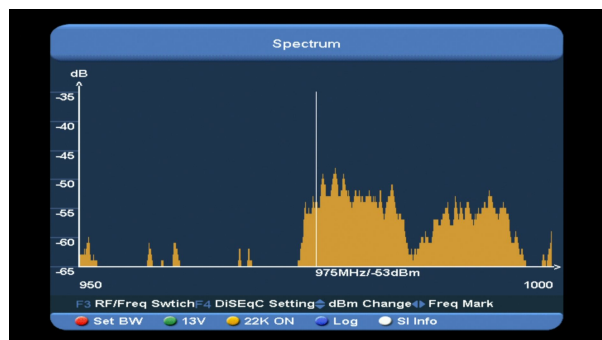 Spectrum
dB
-35
-40
-45
-50
-55
-60
-65
975MHz/-53dBm
950 1000
F3 RF/Freq Swtich F4 DiSEqC Setting dBm Change Freq Mark
Set BW 13V 22K ON Log SI Info